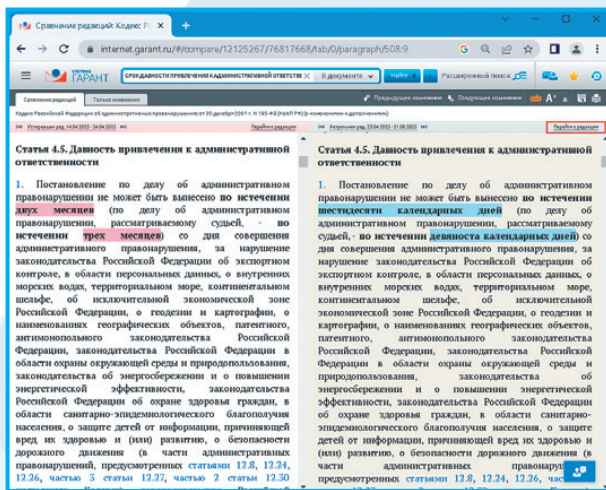 Сравнение редакций: Кодекс Р
internet.garant.ru/#/compare/12125267/76817668/tab/0/paragraph/508:9
ГАРАНТ
СРОК ДАВНОСТИ ПРИВЛЕЧЕНИЯ К АДМИНИСТРАТИВНОЙ ОТВЕТСТВЕ
В документе
Найти
Расширенный поиск
Сравнение редакций
Только изменения
Предыдущее изменение
Следующее изменение
Кодекс Российской Федерации об административных правонарушениях от 30 декабря 2001 г. N 195-ФЗ (КоАП РФ) (с изменениями и дополнениями)
Перейти к редакции
Перейти к редакции
Статья 4.5. Давность привлечения к административной
ответственности
1. Постановление по делу об административном
правонарушении не может быть вынесено по истечении
двух месяцев (по делу об административном
правонарушении, рассматриваемому судьей, - по
истечении трех месяцев) со дня совершения
административного правонарушения, за нарушение
законодательства Российской Федерации об экспортном
контроле, в области персональных данных, о внутренних
морских водах, территориальном море, континентальном
шельфе, об исключительной экономической зоне
Российской Федерации, о геодезии и картографии, о
наименованиях географических объектов, патентного,
антимонопольного законодательства Российской
Федерации, законодательства Российской Федерации в
области охраны окружающей среды и природопользования,
законодательства об энергосбережении и о повышении
энергетической эффективности, законодательства
Российской Федерации об охране здоровья граждан, в
области санитарно-эпидемиологического благополучия
населения, о защите детей от информации, причиняющей
вред их здоровью и (или) развитию, о безопасности
дорожного движения (в части административных
правонарушений, предусмотренных статьями 12.8, 12.24,
12.26, частью 3 статьи 12.27, частью 2 статьи 12.30
Статья 4.5. Давность привлечения к административной
ответственности
1. Постановление по делу об административном
правонарушении не может быть вынесено по истечении
шестидесяти календарных дней (по делу об
административном правонарушении, рассматриваемому
судьей, - по истечении девяноста календарных дней) со
дня совершения административного правонарушения, за
нарушение законодательства Российской Федерации об
экспортном контроле, в области персональных данных, о
внутренних морских водах, территориальном море,
континентальном шельфе, об исключительной
экономической зоне Российской Федерации, о геодезии и
картографии, о наименованиях географических объектов,
патентного, антимонопольного законодательства
Российской Федерации, законодательства Российской
Федерации в области охраны окружающей среды и
природопользования, законодательства об
энергосбережении и о повышении энергетической
эффективности, законодательства Российской Федерации
об охране здоровья граждан, в области санитарно-
эпидемиологического благополучия населения, о защите
детей от информации, причиняющей вред их здоровью и
(или) развитию, о безопасности дорожного движения (в
части административных
предусмотренных статьями 12.8, 12.24, 12.26,